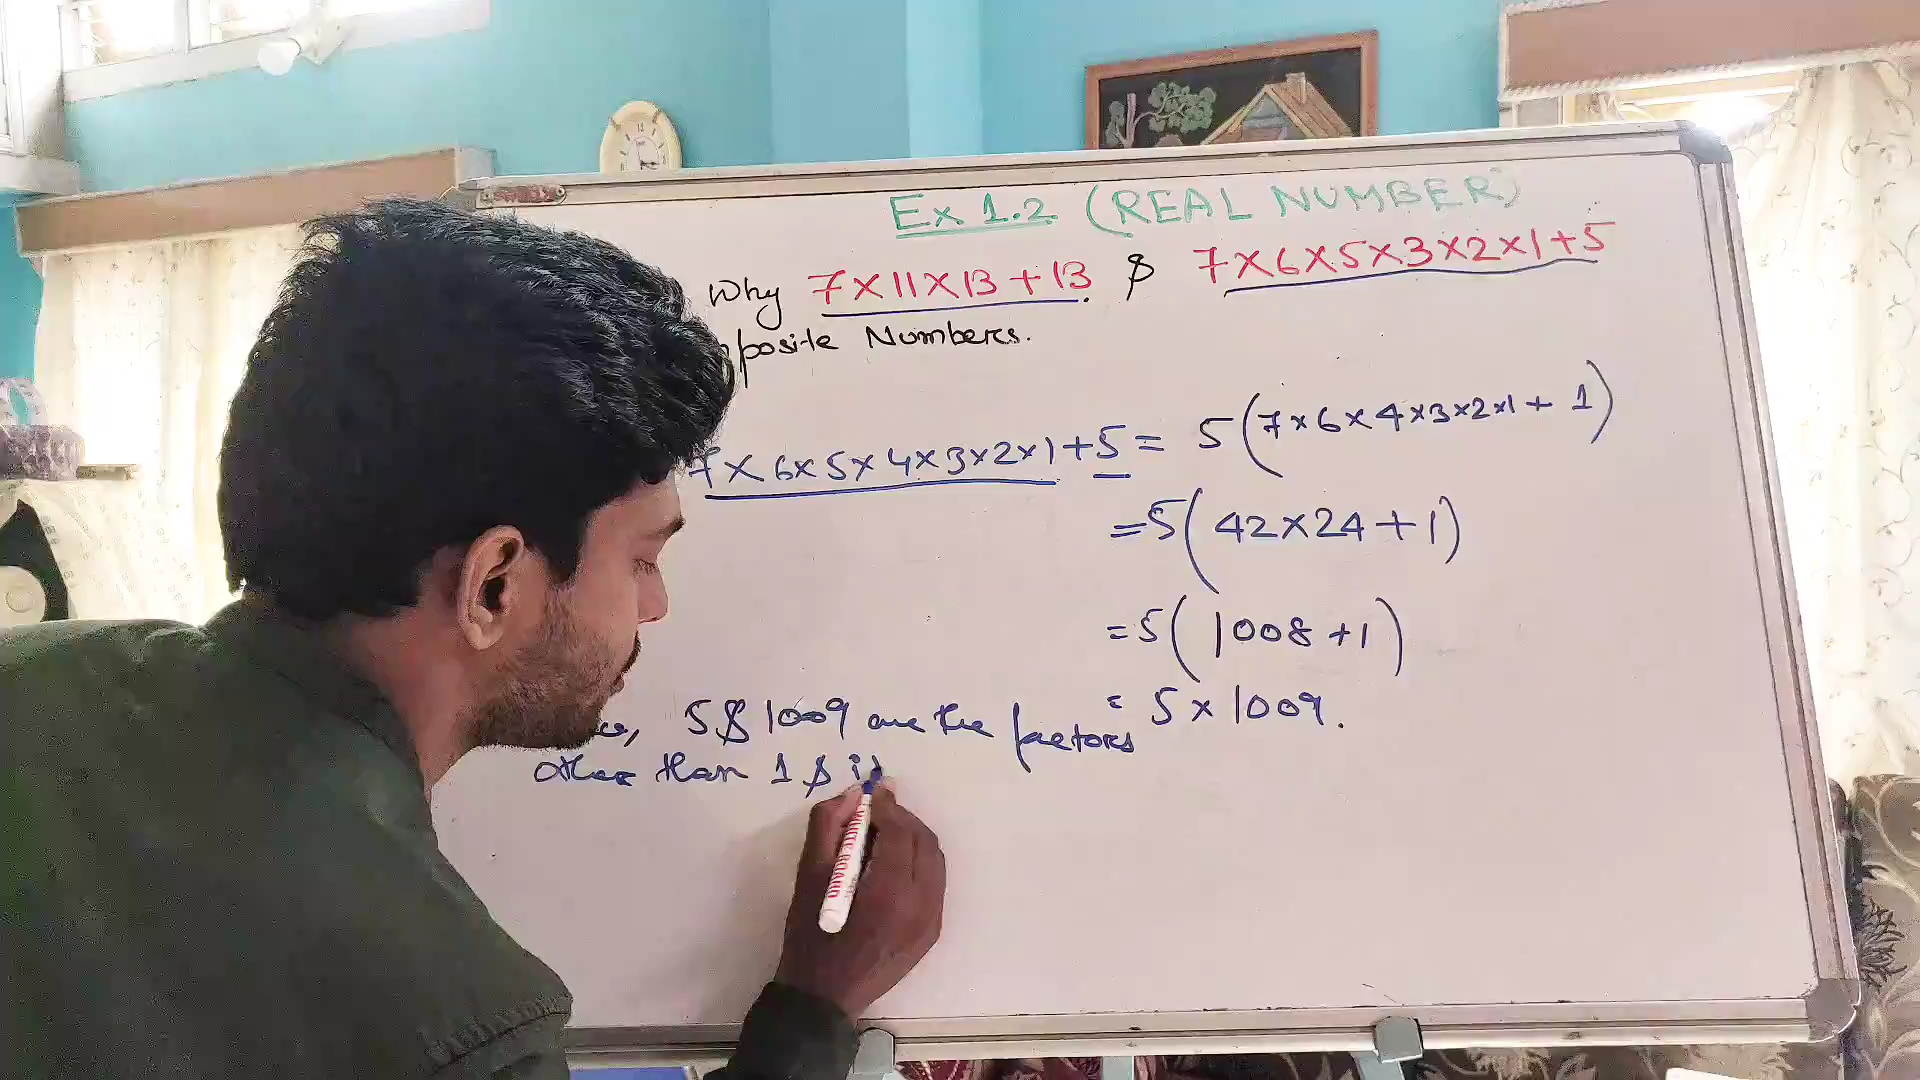 Ex 1.2 (REAL NUMBER)
Why 7×11×13+13 & 7×6×5×3×2×1+5
posite Numbers.
7×6×5×4×3×2×1+5 = 5(7×6×4×3×2×1+1)
=5(42×24+1)
=5(1008+1)
= 5×1009.
5 & 1009 are the factors
other than 1 & it